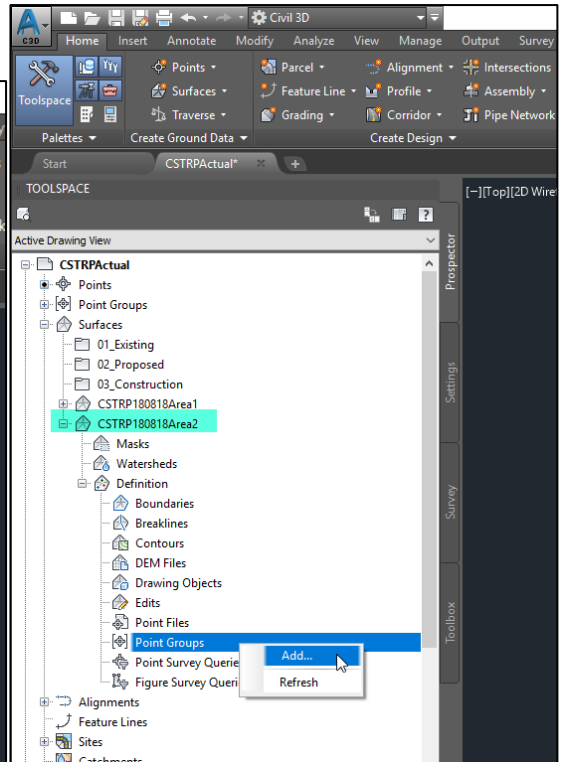 C3D
Civil 3D
Home Insert Annotate Modify Analyze View Manage Output Survey
Points Parcel Alignment Intersections
Toolspace Surfaces Feature Line Profile Assembly
Traverse Grading Corridor Pipe Network
Palettes Create Ground Data Create Design
Start CSTRPActual* +
TOOLSPACE
[-][Top][2D Wire
Active Drawing View
CSTRPActual
Points
Point Groups
Surfaces
01_Existing
02_Proposed
03_Construction
CSTRP180818Area1
CSTRP180818Area2
Masks
Watersheds
Definition
Boundaries
Breaklines
Contours
DEM Files
Drawing Objects
Edits
Point Files
Point Groups
Add...
Point Survey Querie
Refresh
Figure Survey Queri
Alignments
Feature Lines
Sites
Catchments
Prospector
Settings
Survey
Toolbox